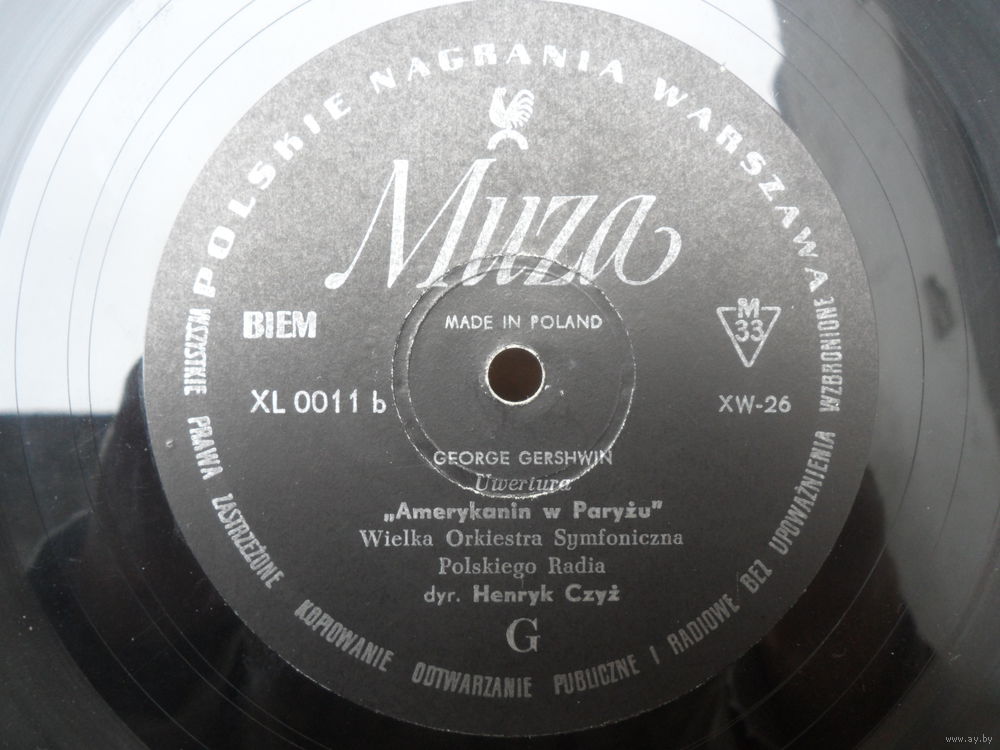 POLSKIE NAGRANIA WARSZAWA
Muza
BIEM
MADE IN POLAND
M
33
XL 0011 b
XW-26
GEORGE GERSHWIN
Uwertura
„Amerykanin w Paryżu"
Wielka Orkiestra Symfoniczna
Polskiego Radia
dyr. Henryk Czyż
G
WSZYSTKIE PRAWA ZASTRZEŻONE KOPIOWANIE ODTWARZANIE PUBLICZNE I RADIOWE BEZ UPOWAŻNIENIA WZBRONIONE
www.ay.by